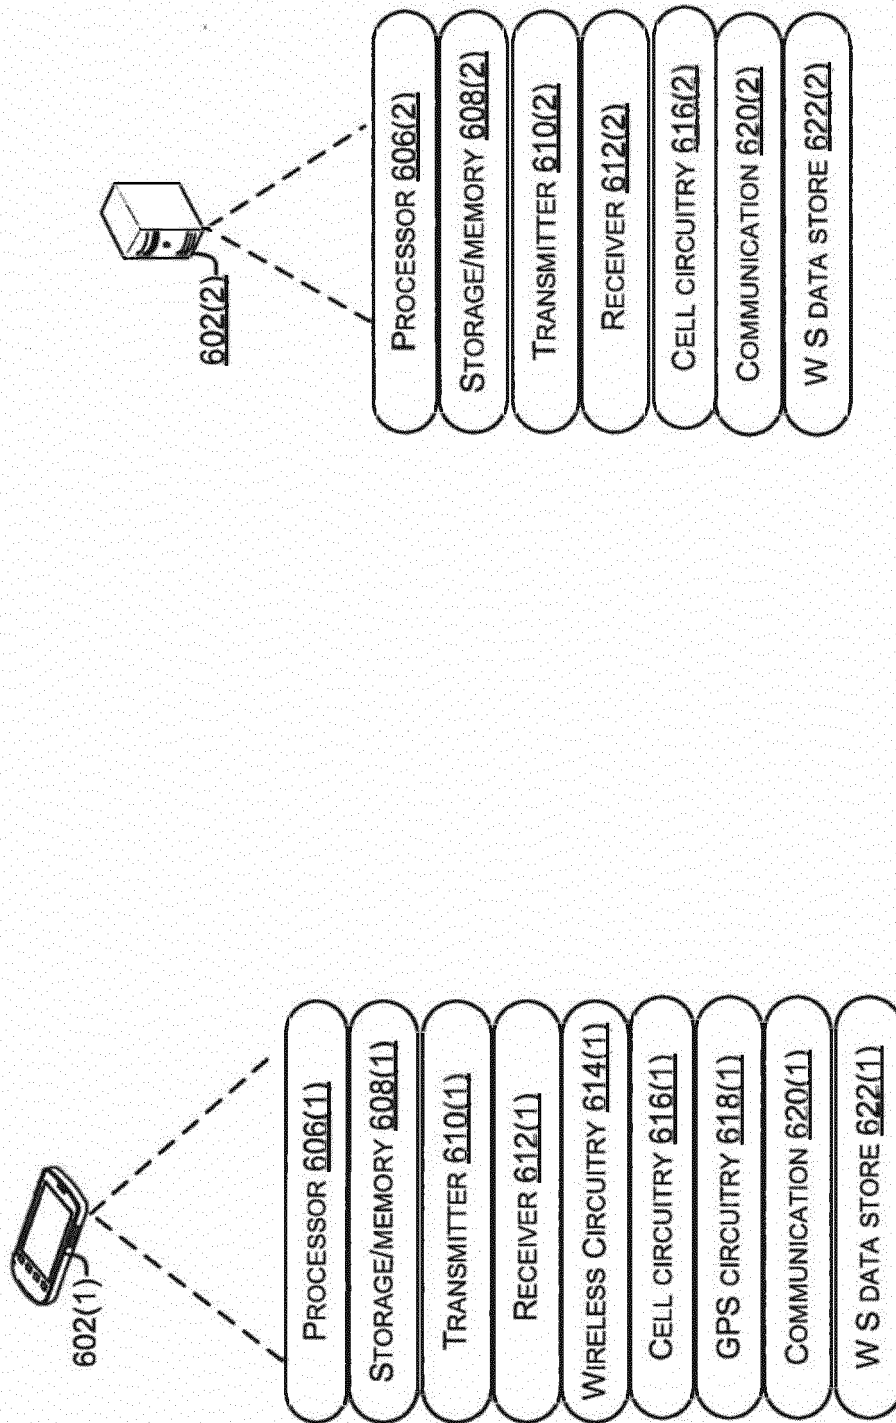 602(1)
PROCESSOR 606(1)
STORAGE/MEMORY 608(1)
TRANSMITTER 610(1)
RECEIVER 612(1)
WIRELESS CIRCUITRY 614(1)
CELL CIRCUITRY 616(1)
GPS CIRCUITRY 618(1)
COMMUNICATION 620(1)
W S DATA STORE 622(1)
602(2)
PROCESSOR 606(2)
STORAGE/MEMORY 608(2)
TRANSMITTER 610(2)
RECEIVER 612(2)
CELL CIRCUITRY 616(2)
COMMUNICATION 620(2)
W S DATA STORE 622(2)